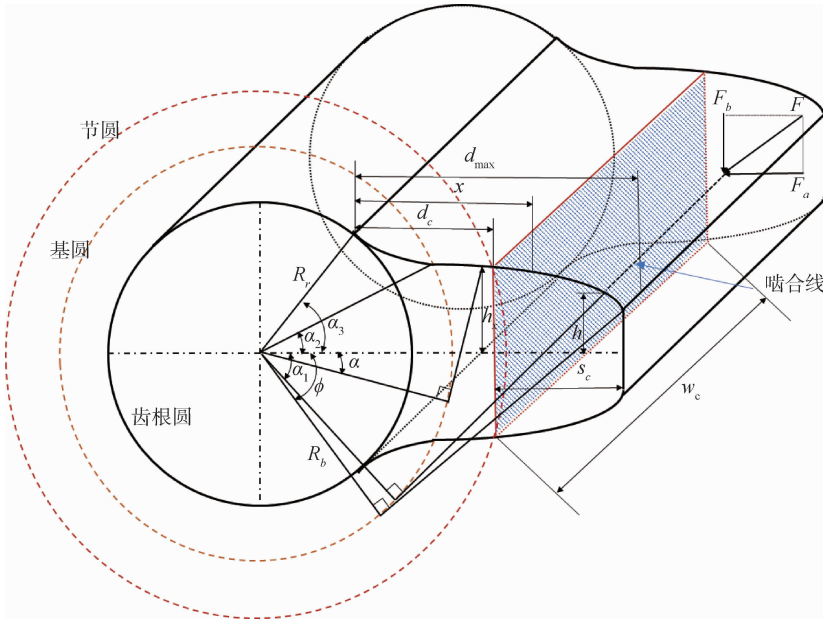 节圆
F_b
F
d_max
F_a
x
d_c
基圆
R_r
啮合线
α_3
h_x
h
α_2
α
α_1
ϕ
s_c
w_c
齿根圆
R_b